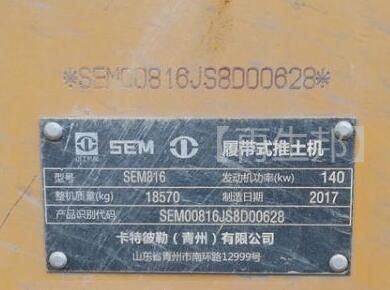 *SEM00816JS8D00628*
再生邦
SEM 履带式推土机
型号 SEM816 发动机功率(kw) 140
整机质量(kg) 18570 制造日期 2017
产品识别代码 SEM00816JS8D00628
卡特彼勒（青州）有限公司
山东省青州市南环路12999号